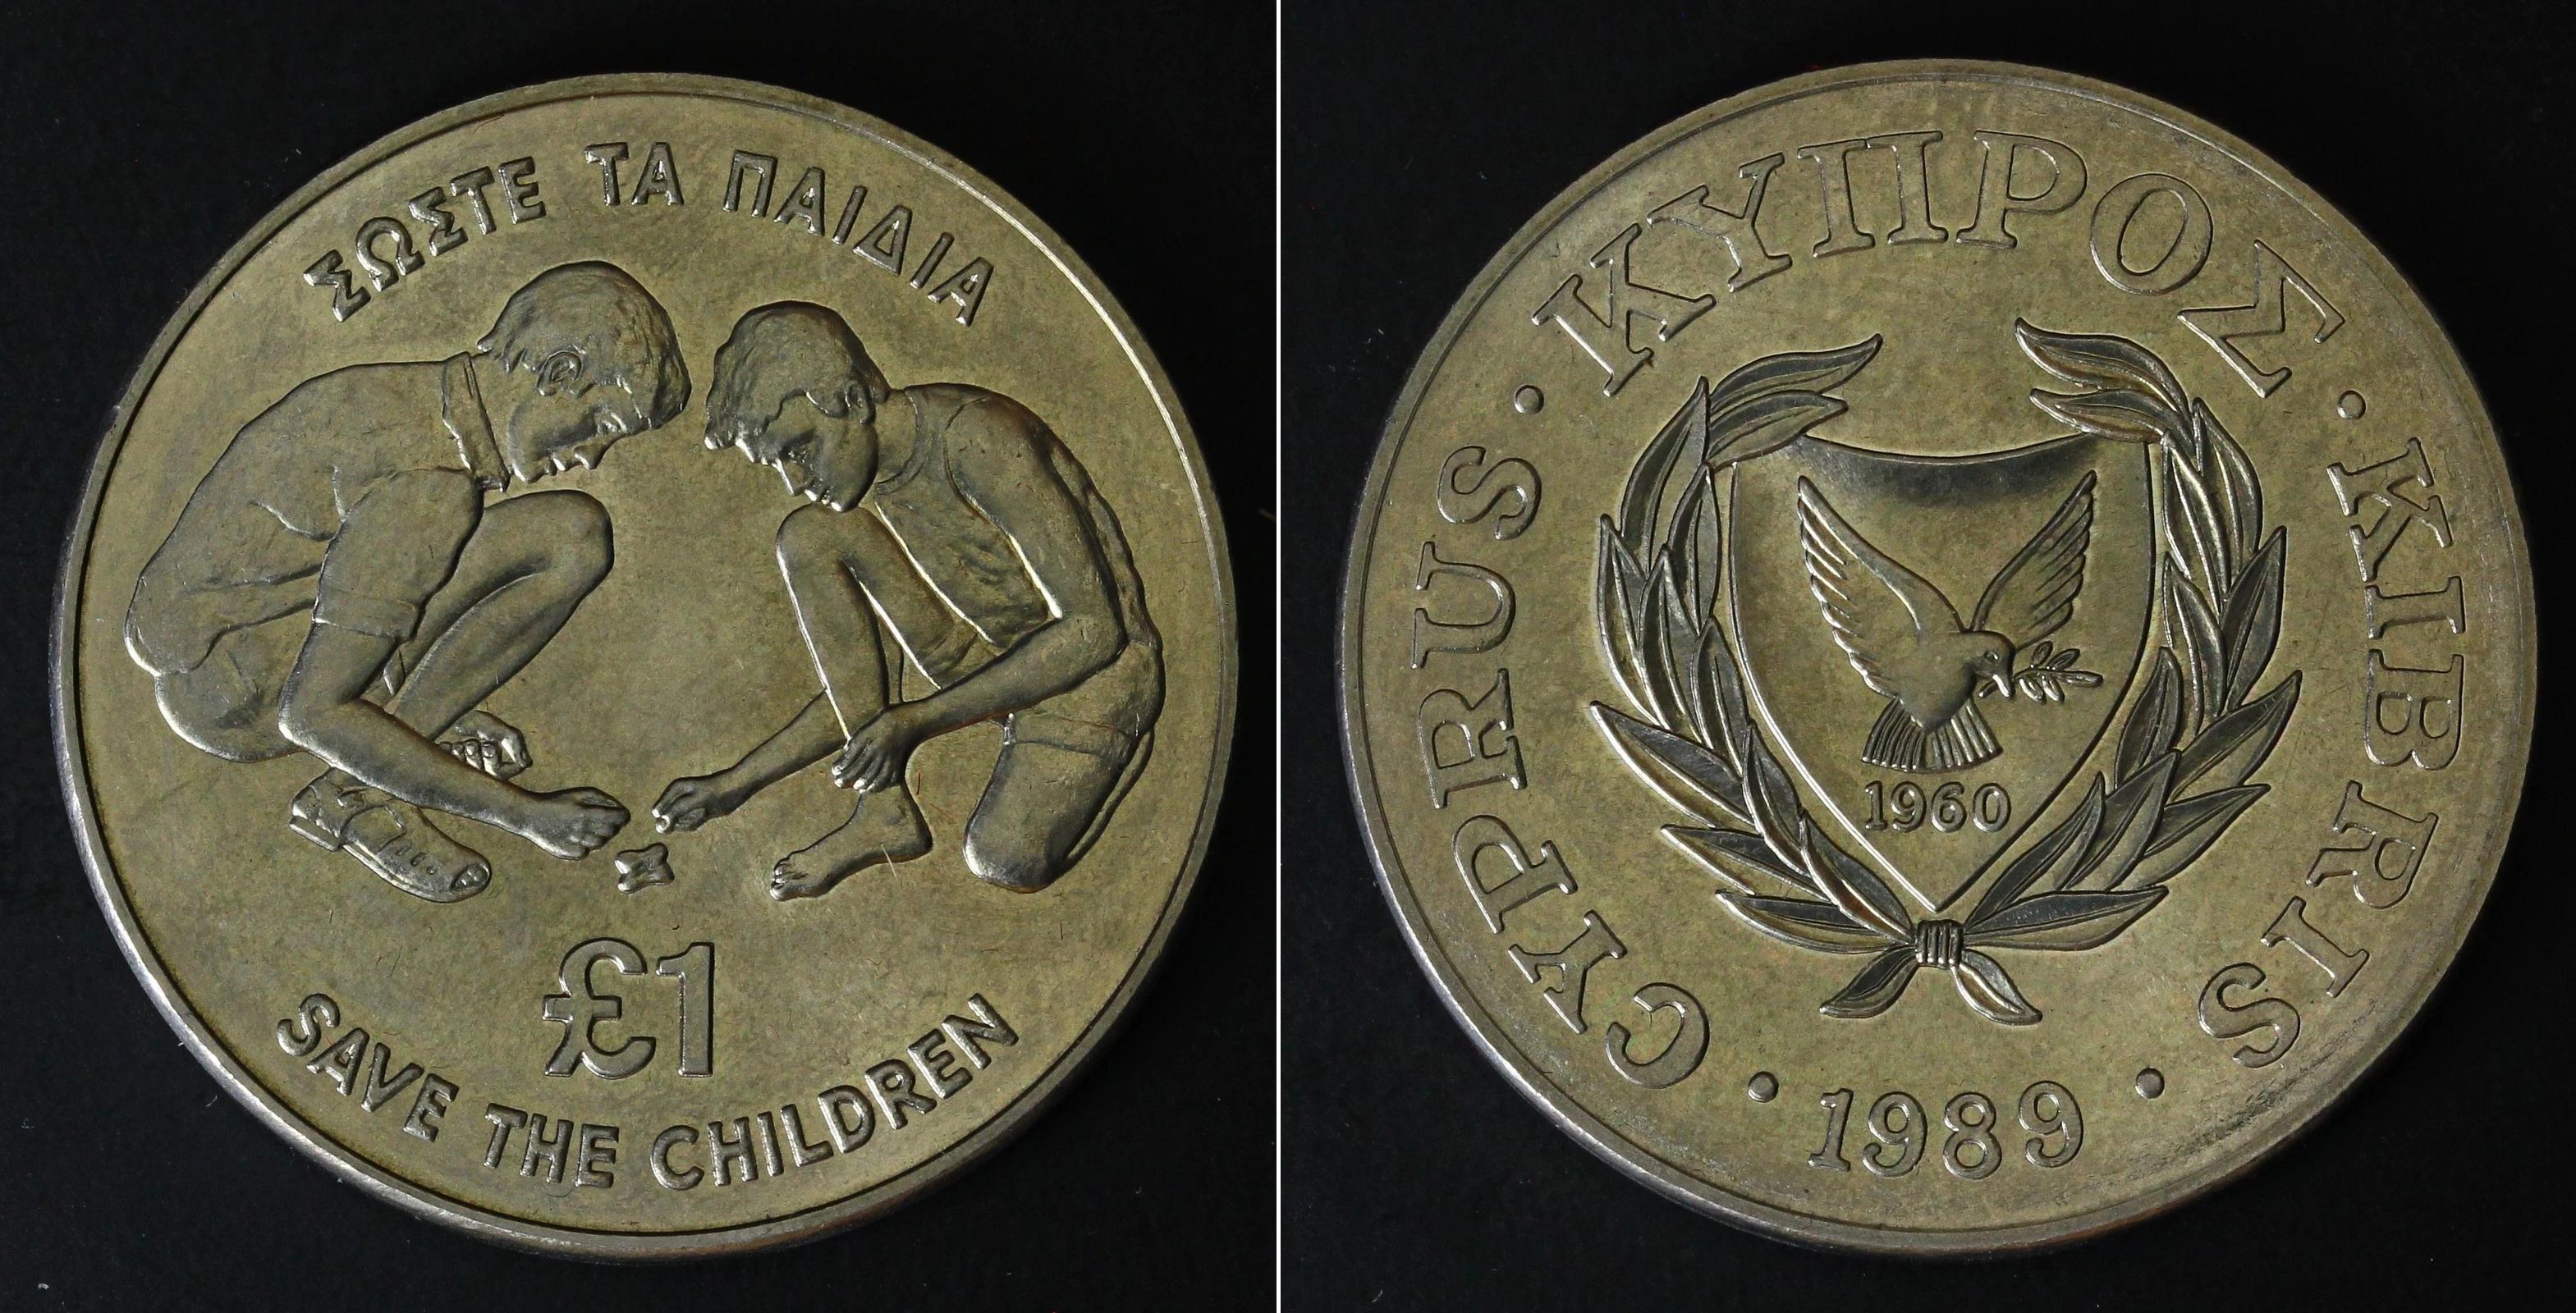 ΣΩΣΤΕ ΤΑ ΠΑΙΔΙΑ
£1
SAVE THE CHILDREN
CYPRUS · ΚΥΠΡΟΣ · KIBRIS · 1989 ·
1960